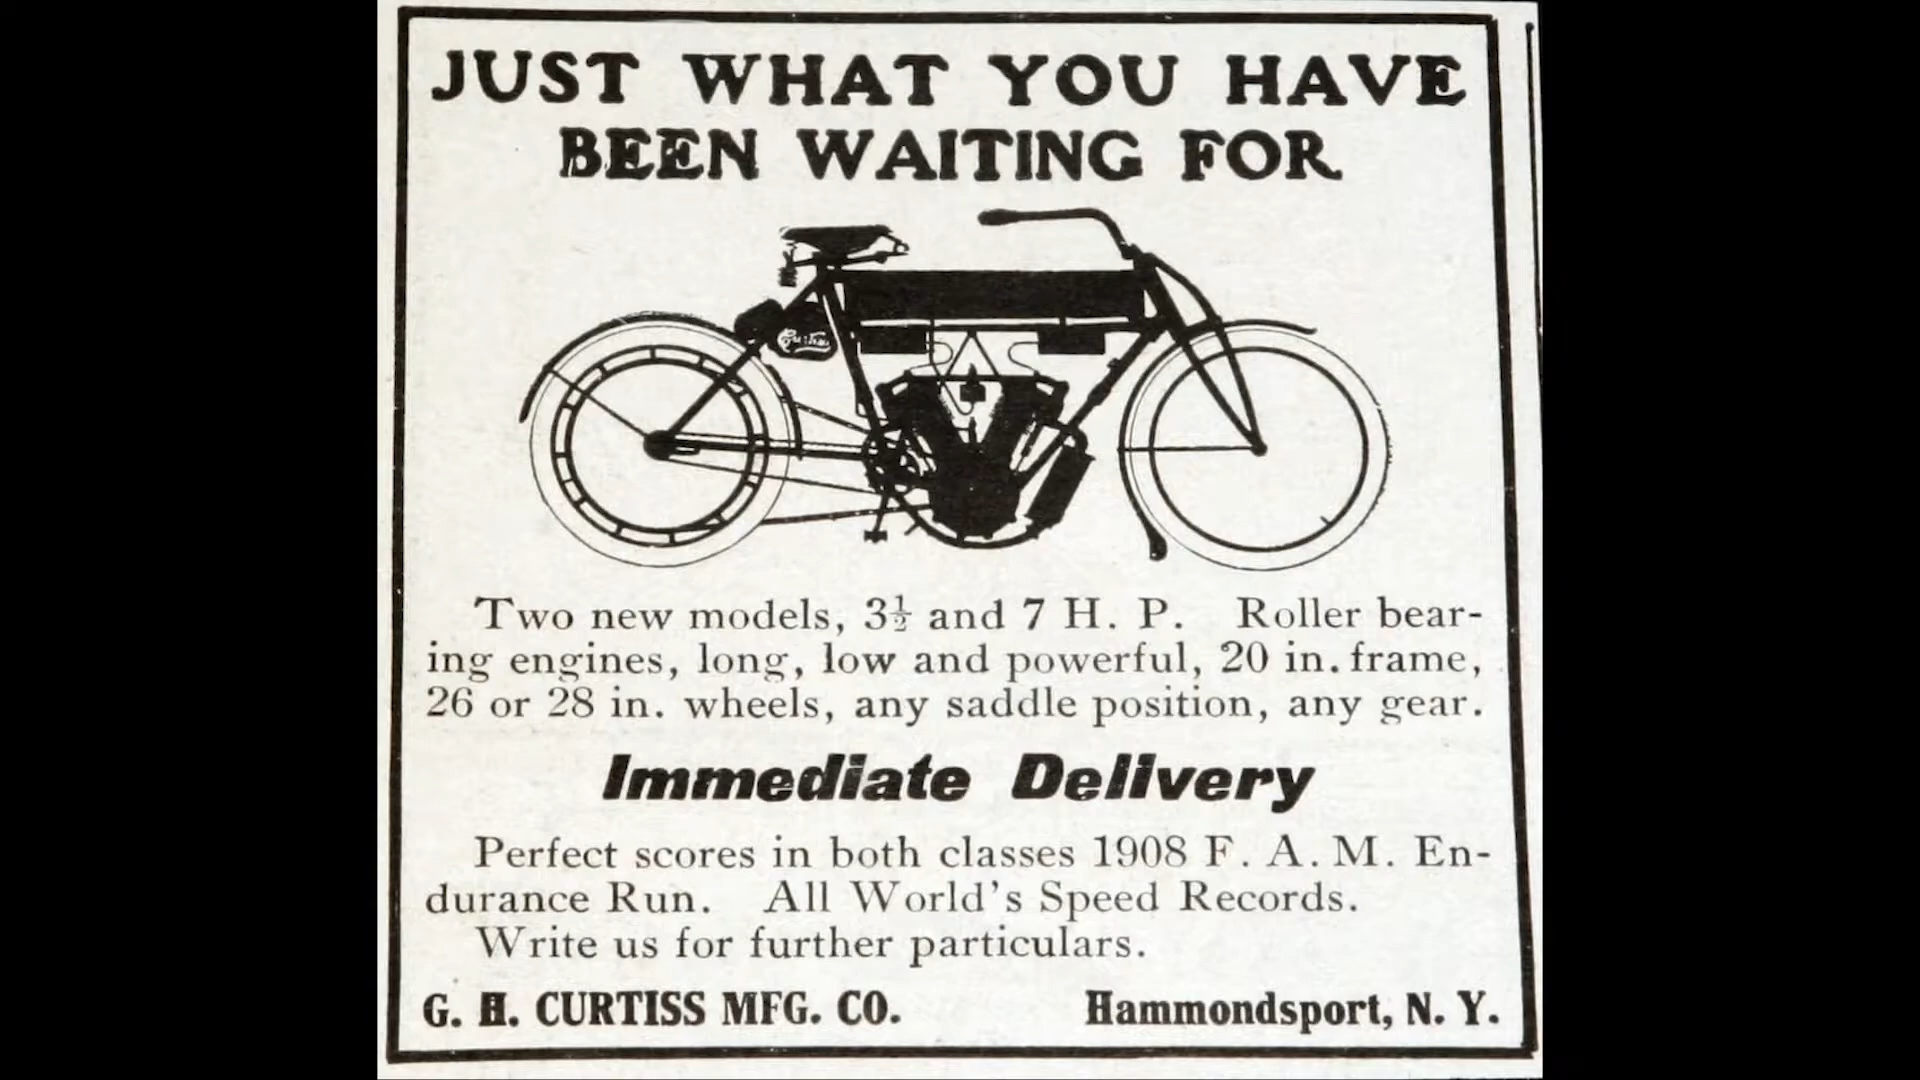 JUST WHAT YOU HAVE
BEEN WAITING FOR
Curtiss
Two new models, 3½ and 7 H. P. Roller bear-
ing engines, long, low and powerful, 20 in. frame,
26 or 28 in. wheels, any saddle position, any gear.
Immediate Delivery
Perfect scores in both classes 1908 F. A. M. En-
durance Run. All World's Speed Records.
Write us for further particulars.
G. H. CURTISS MFG. CO. Hammondsport, N. Y.